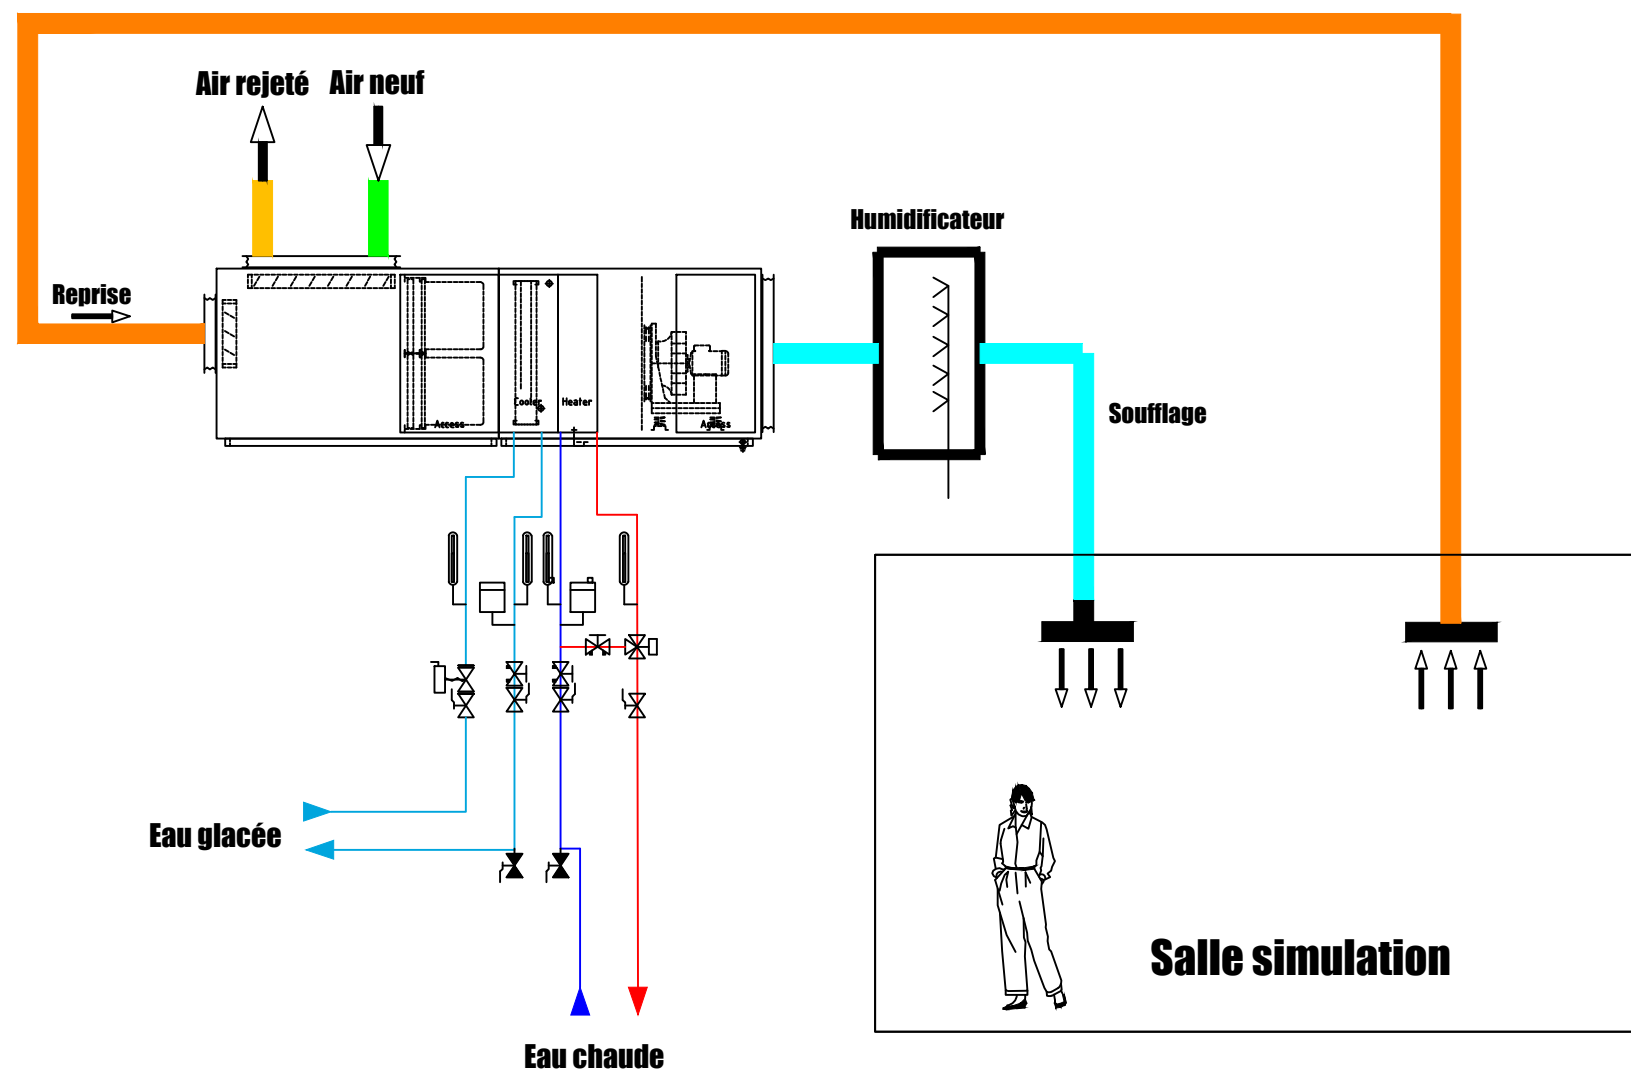 Air rejeté
Air neuf
Humidificateur
Reprise
Cooler
Heater
Access
Access
Soufflage
Eau glacée
Salle simulation
Eau chaude